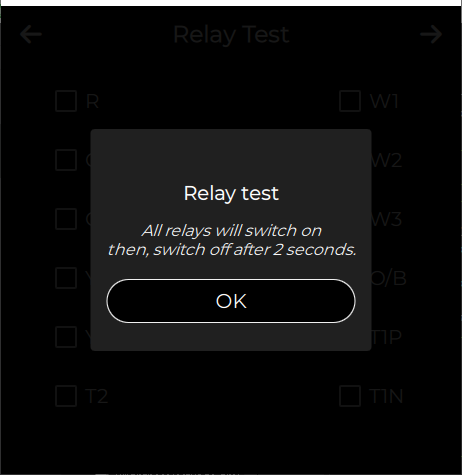 Relay Test
R
W1
W2
W3
O/B
T1P
T2
T1N
Relay test
All relays will switch on
then, switch off after 2 seconds.
OK